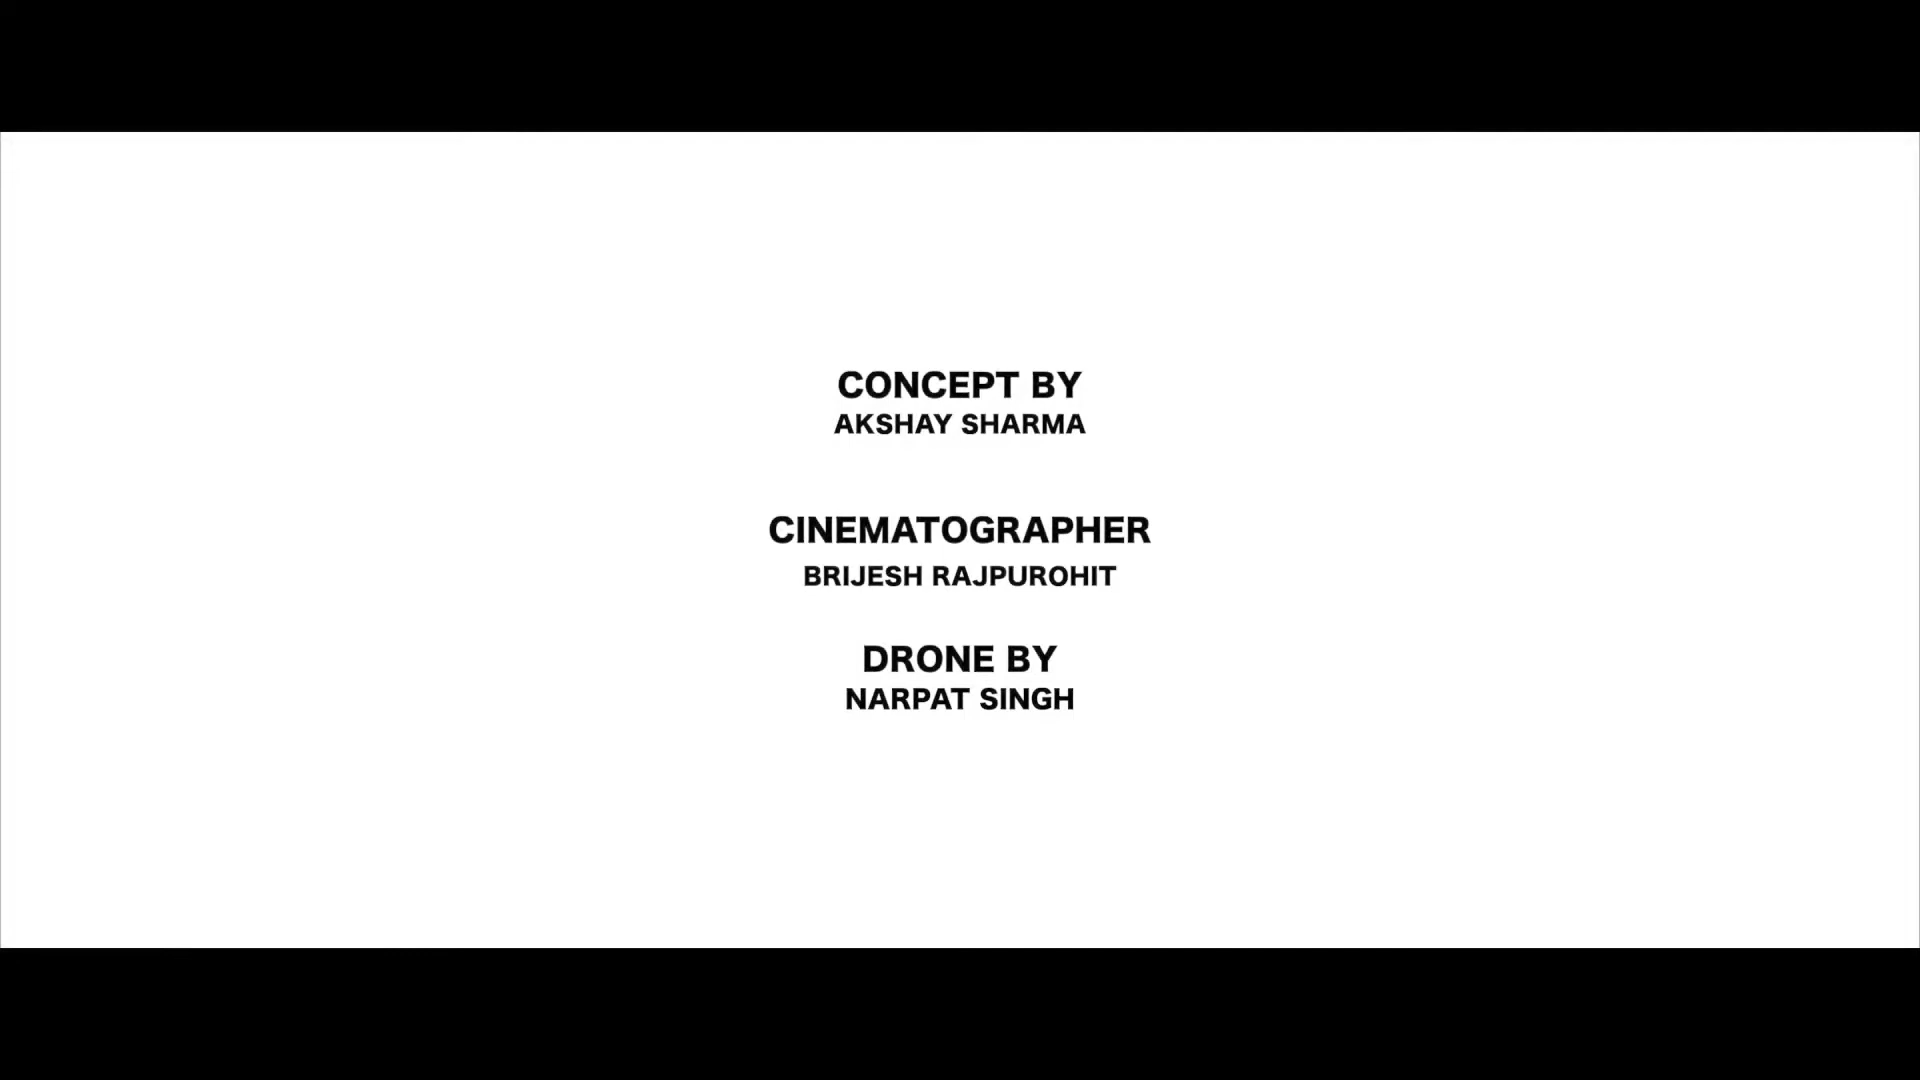 CONCEPT BY
AKSHAY SHARMA
CINEMATOGRAPHER
BRIJESH RAJPUROHIT
DRONE BY
NARPAT SINGH